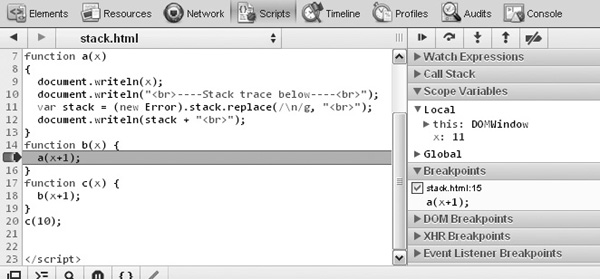 Elements Resources Network Scripts Timeline Profiles Audits Console
stack.html
7 function a(x)
8 {
9 document.writeln(x);
10 document.writeln("<br>----Stack trace below----<br>");
11 var stack = (new Error).stack.replace(/\n/g, "<br>");
12 document.writeln(stack + "<br>");
13 }
14 function b(x) {
a(x+1);
16 }
17 function c(x) {
18 b(x+1);
19 }
20 c(10);
21
22
23 </script>
Watch Expressions
Call Stack
Scope Variables
Local
this: DOMWindow
x: 11
Global
Breakpoints
stack.html:15
a(x+1);
DOM Breakpoints
XHR Breakpoints
Event Listener Breakpoints
{ }